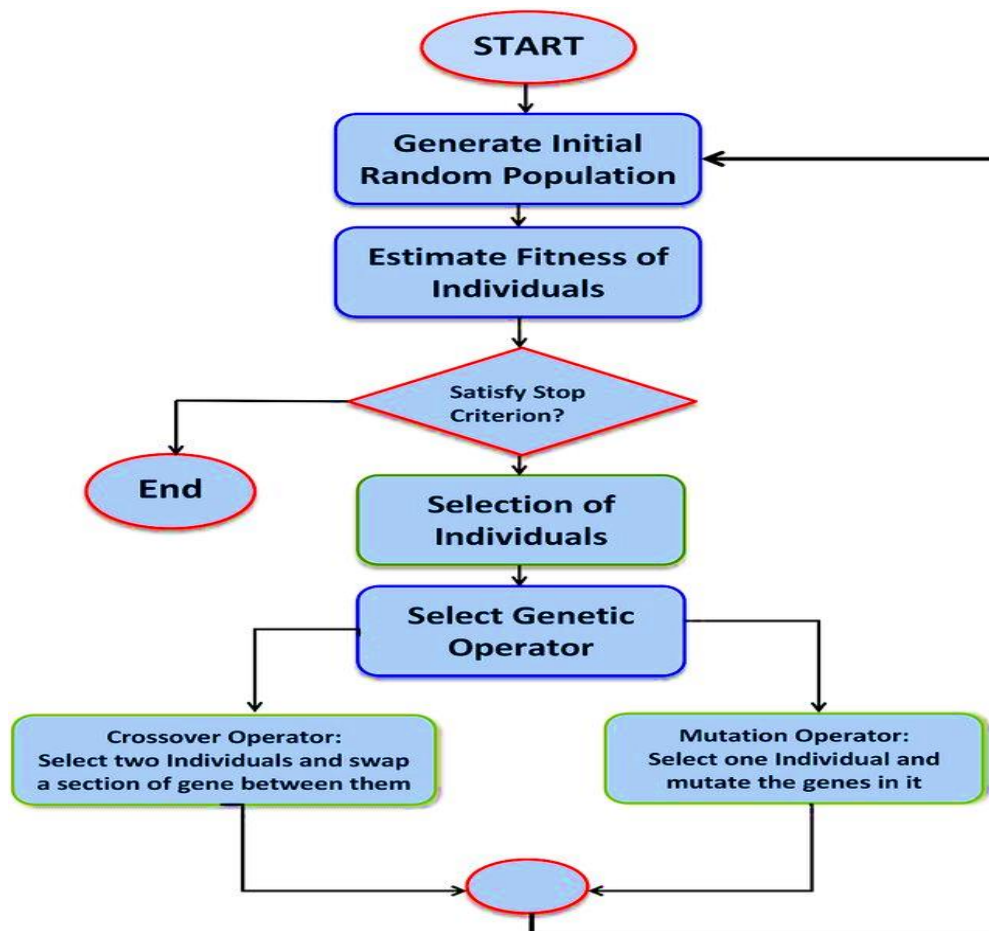 START
Generate Initial
Random Population
Estimate Fitness of
Individuals
Satisfy Stop
Criterion?
End
Selection of
Individuals
Select Genetic
Operator
Crossover Operator:
Select two Individuals and swap
a section of gene between them
Mutation Operator:
Select one Individual and
mutate the genes in it